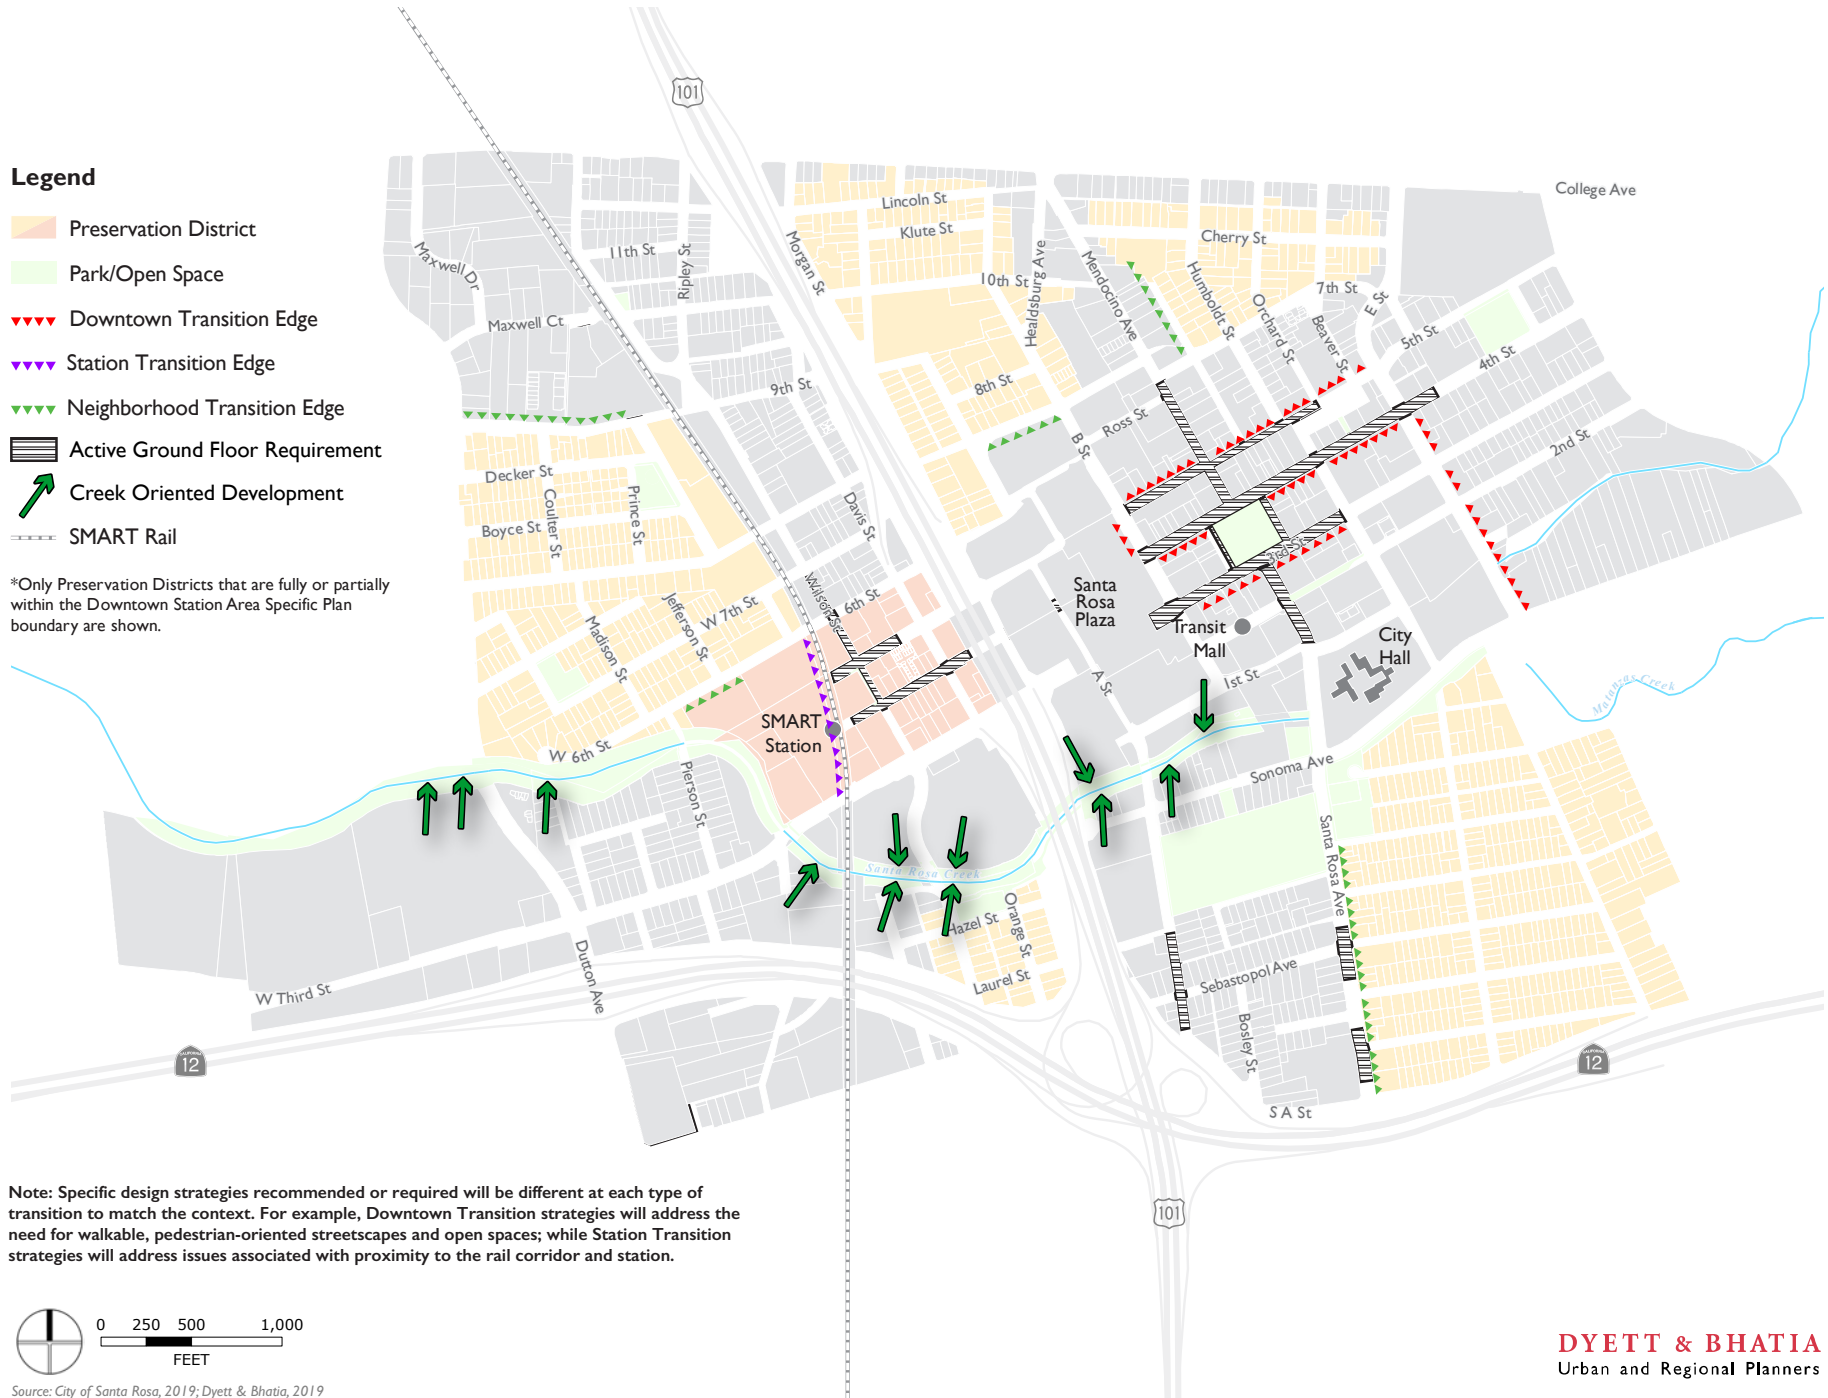 101
Legend
Preservation District
Park/Open Space
Downtown Transition Edge
Station Transition Edge
Neighborhood Transition Edge
Active Ground Floor Requirement
Creek Oriented Development
SMART Rail
*Only Preservation Districts that are fully or partially
within the Downtown Station Area Specific Plan
boundary are shown.
College Ave
Lincoln St
Klute St
Cherry St
11th St
Ripley St
Morgan St
Maxwell Dr
Maxwell Ct
10th St
Healdsburg Ave
Mendocino Ave
Humboldt St
Orchard St
7th St
Beaver St
E St
5th St
4th St
9th St
8th St
Ross St
B St
2nd St
Decker St
Coulter St
Prince St
Boyce St
Davis St
3rd St
Wilson St
6th St
Santa
Rosa
Plaza
Jefferson St
W 7th St
Madison St
Transit
Mall
City
Hall
1st St
A St
Matanzas Creek
SMART
Station
W 6th St
Pierson St
Sonoma Ave
Santa Rosa Creek
Santa Rosa Ave
Hazel St
Orange St
Laurel St
Sebastopol Ave
Dutton Ave
W Third St
Bosley St
CALIFORNIA
12
CALIFORNIA
12
S A St
101
Note: Specific design strategies recommended or required will be different at each type of
transition to match the context. For example, Downtown Transition strategies will address the
need for walkable, pedestrian-oriented streetscapes and open spaces; while Station Transition
strategies will address issues associated with proximity to the rail corridor and station.
0 250 500 1,000
FEET
Source: City of Santa Rosa, 2019; Dyett & Bhatia, 2019
DYETT & BHATIA
Urban and Regional Planners